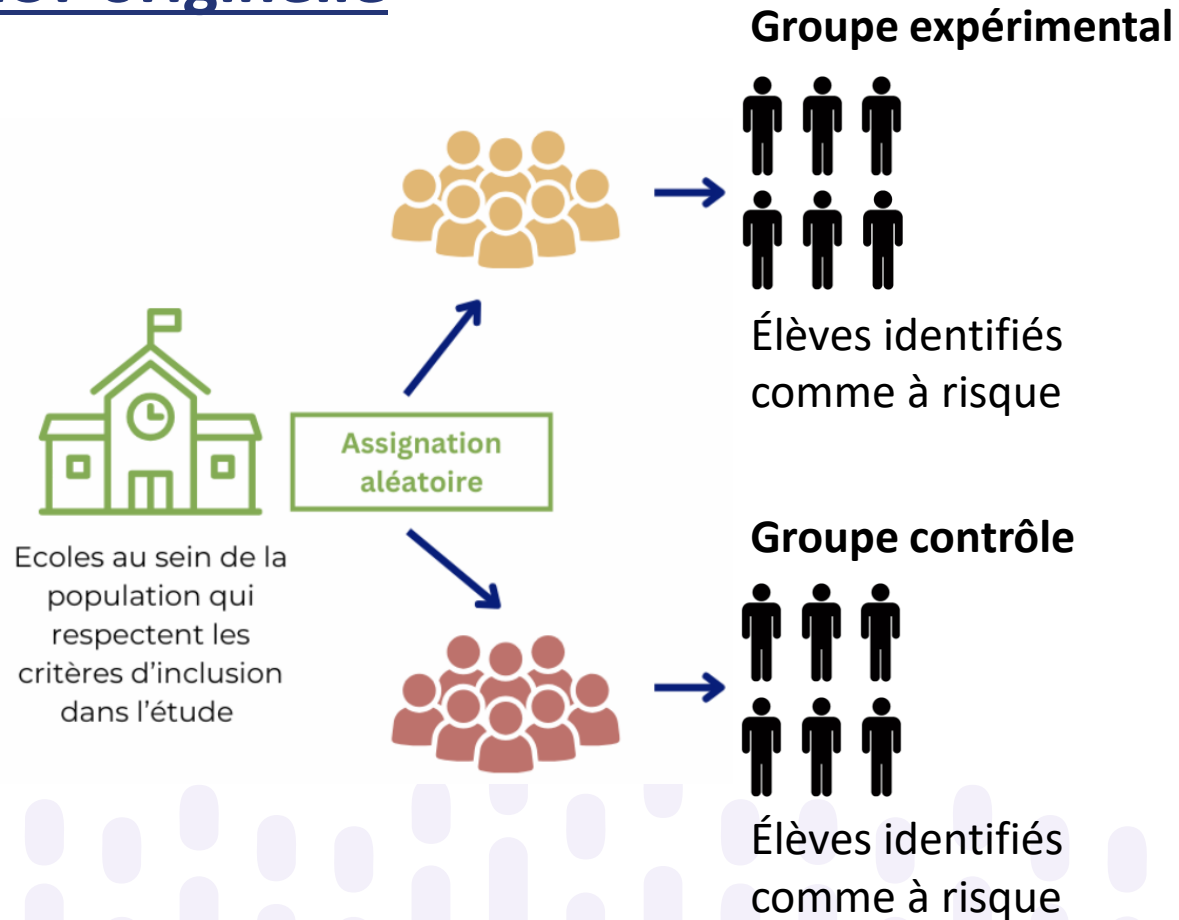 originelle
Groupe expérimental
Élèves identifiés
comme à risque
Assignation
aléatoire
Ecoles au sein de la
population qui
respectent les
critères d'inclusion
dans l'étude
Groupe contrôle
Élèves identifiés
comme à risque